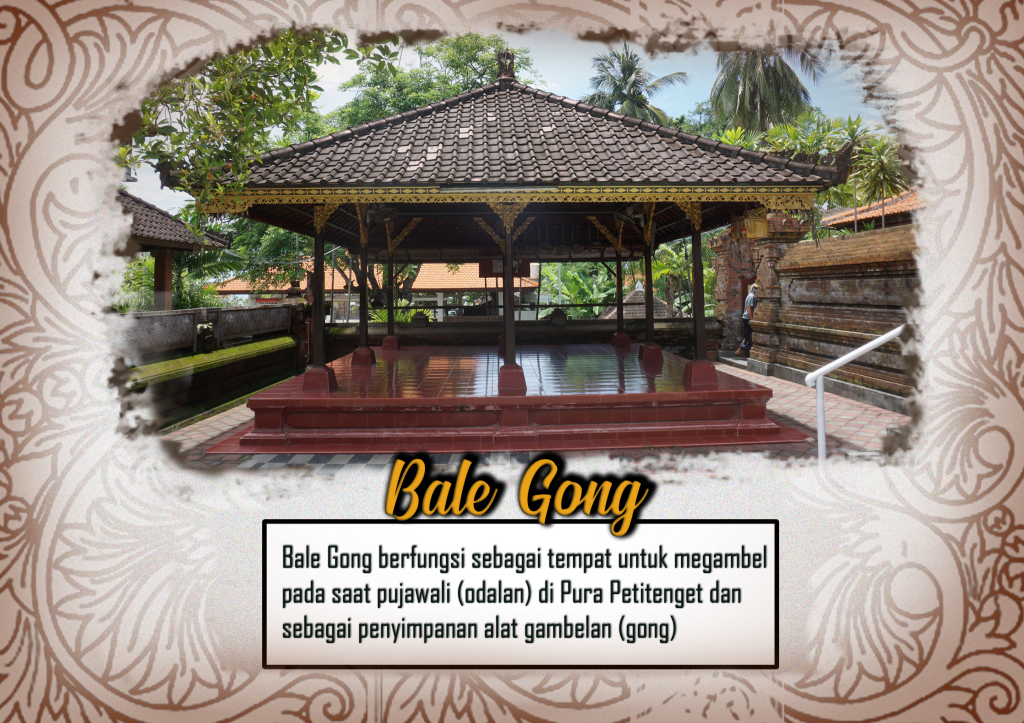 Bale Gong
Bale Gong berfungsi sebagai tempat untuk megambel
pada saat pujawali (odalan) di Pura Petitenget dan
sebagai penyimpanan alat gambelan (gong)